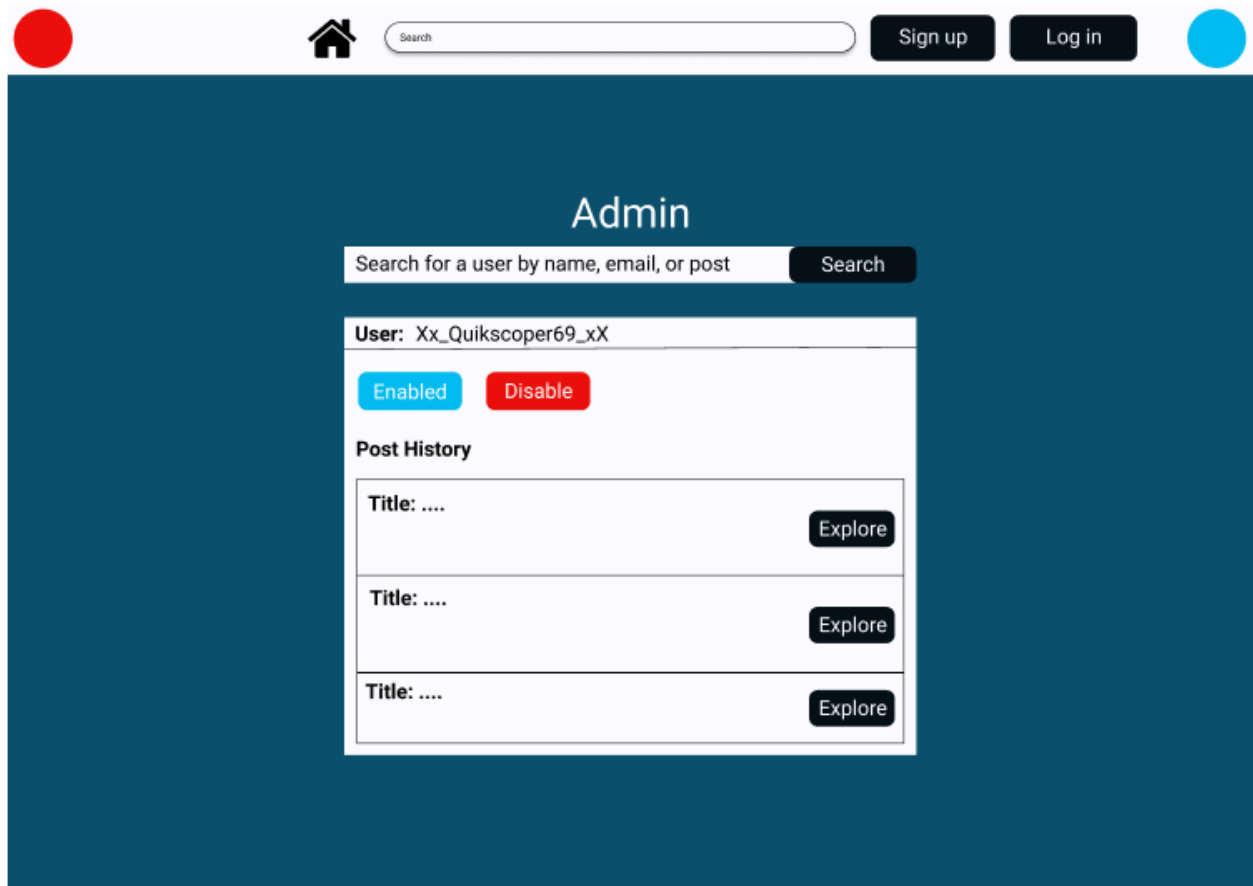 Search
Sign up
Log in
Admin
Search for a user by name, email, or post
Search
User: Xx_Quikscoper69_xX
Enabled
Disable
Post History
Title: ....
Explore
Title: ....
Explore
Title: ....
Explore